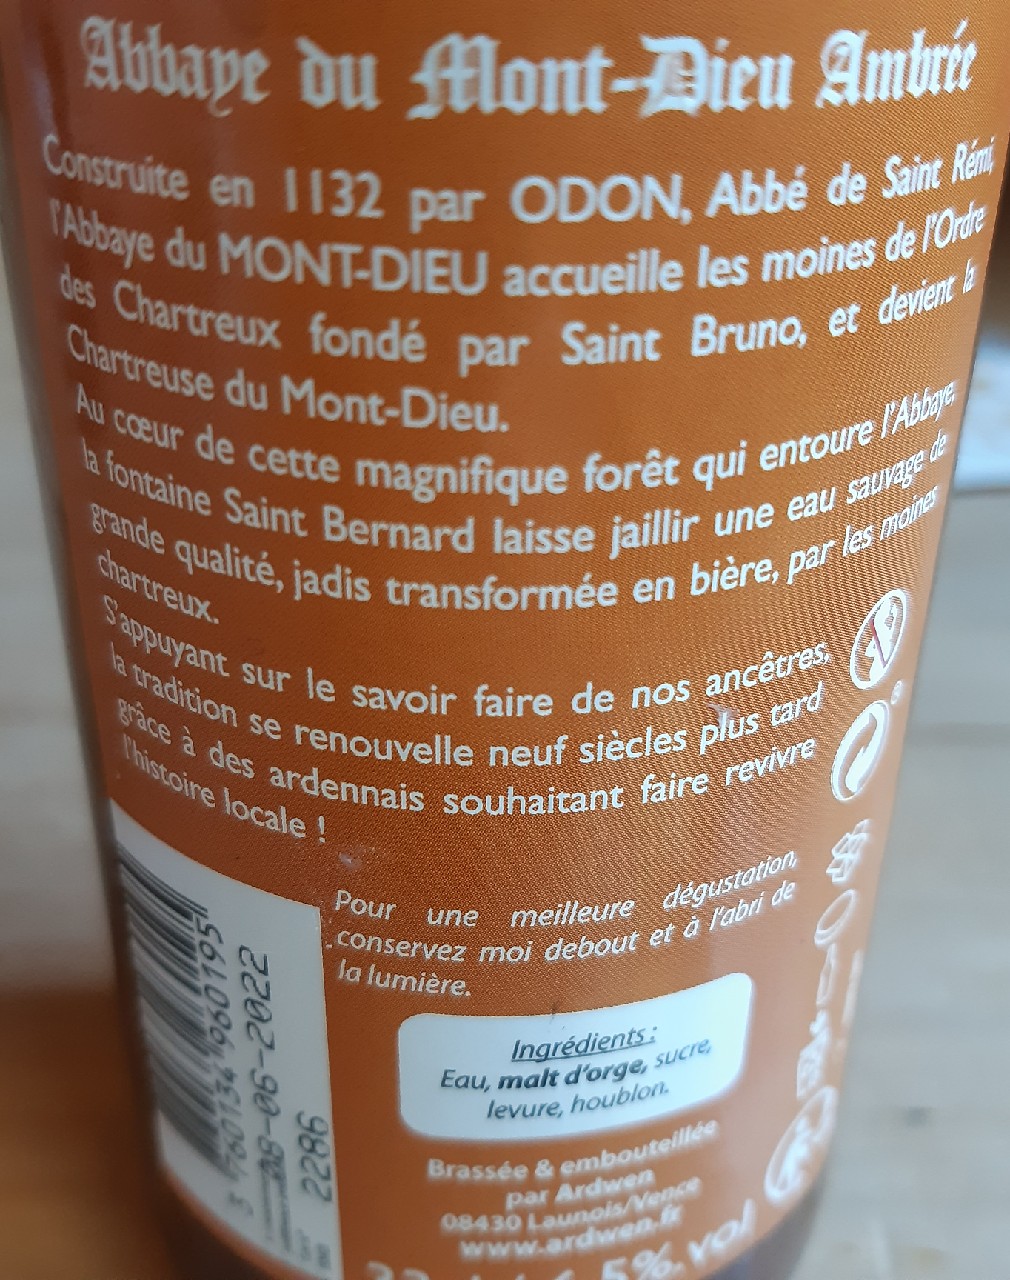 Abbaye du Mont-Dieu Ambrée
Construite en 1132 par ODON, Abbé de Saint Rémi,
l'Abbaye du MONT-DIEU accueille les moines de l'Ordre
des Chartreux fondé par Saint Bruno, et devient la
Chartreuse du Mont-Dieu.
Au cœur de cette magnifique forêt qui entoure l'Abbaye,
la fontaine Saint Bernard laisse jaillir une eau sauvage de
grande qualité, jadis transformée en bière, par les moines
chartreux.
S'appuyant sur le savoir faire de nos ancêtres,
la tradition se renouvelle neuf siècles plus tard
grâce à des ardennais souhaitant faire revivre
l'histoire locale !
Pour une meilleure dégustation,
conservez moi debout et à l'abri de
la lumière.
Ingrédients :
Eau, malt d'orge, sucre,
levure, houblon.
Brassée & embouteillée
par Ardwen
08430 Launois/Vence
www.ardwen.fr
5% vol
3 760134 960195
08-06-2022
2286